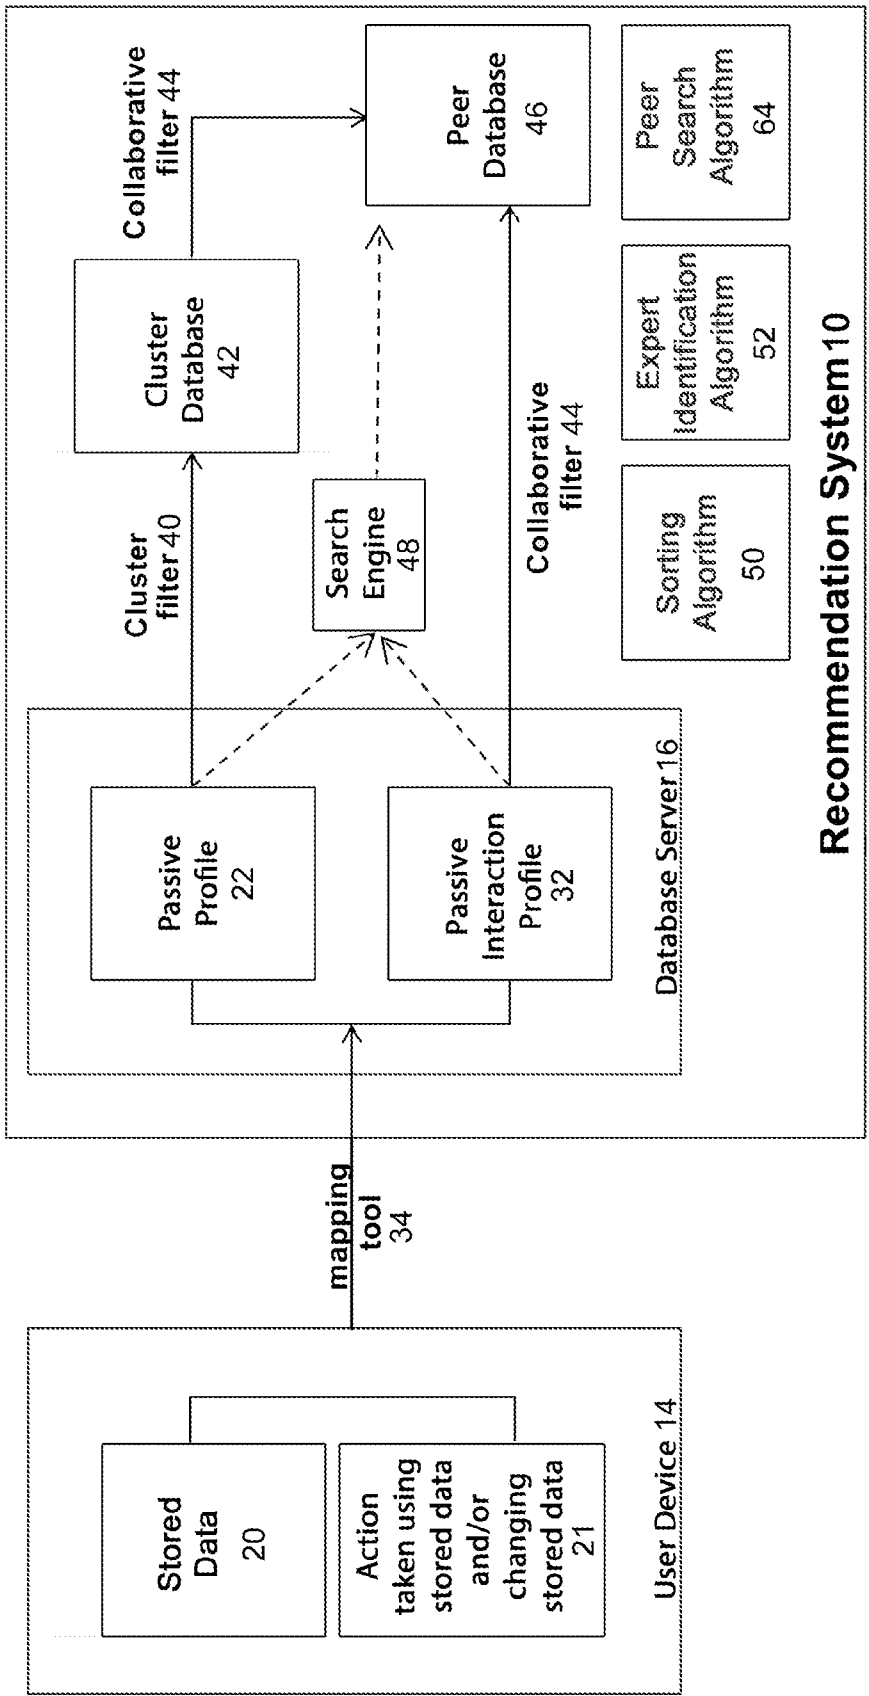 Stored
Data
20
Action
taken using
stored data
and/or
changing
stored data
21
User Device 14
mapping
tool
34
Passive
Profile
22
Passive
Interaction
Profile
32
Database Server 16
Cluster
filter 40
Search
Engine
48
Collaborative
filter 44
Cluster
Database
42
Collaborative
filter 44
Peer
Database
46
Sorting
Algorithm
50
Expert
Identification
Algorithm
52
Peer
Search
Algorithm
64
Recommendation System 10